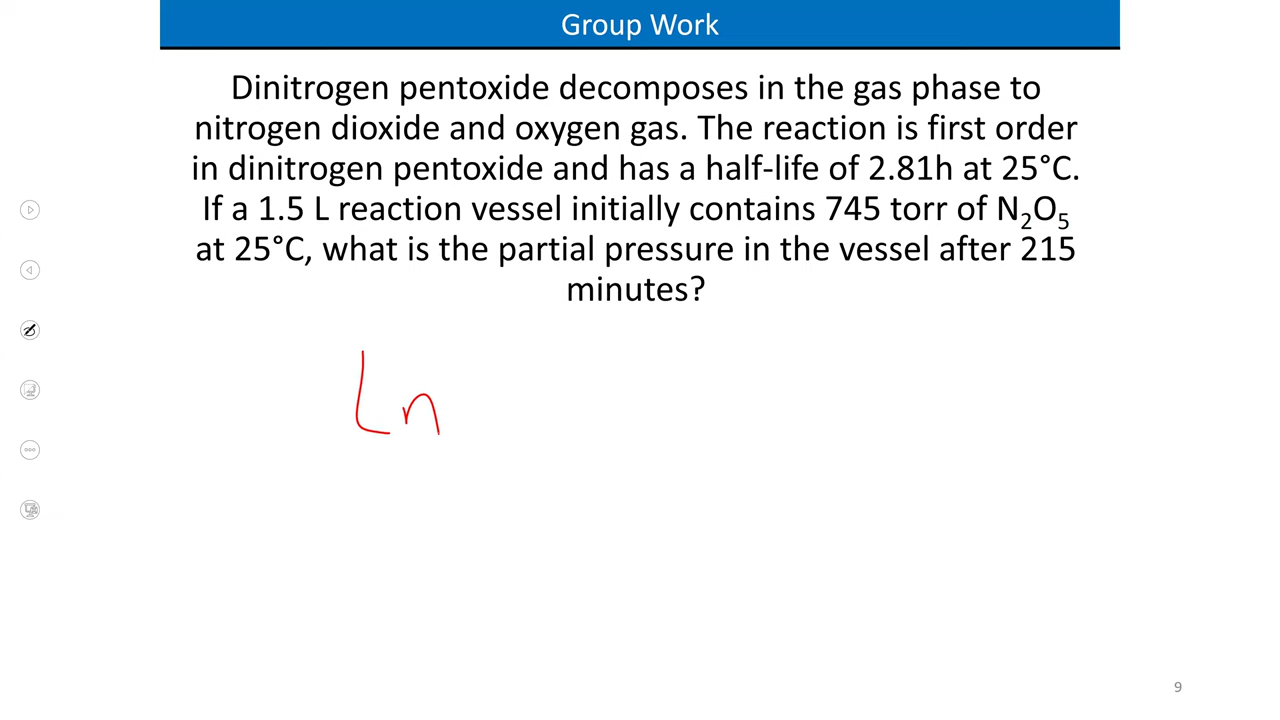 Group Work
Dinitrogen pentoxide decomposes in the gas phase to
nitrogen dioxide and oxygen gas. The reaction is first order
in dinitrogen pentoxide and has a half-life of 2.81h at 25°C.
If a 1.5 L reaction vessel initially contains 745 torr of N₂O₅
at 25°C, what is the partial pressure in the vessel after 215
minutes?
Ln
9